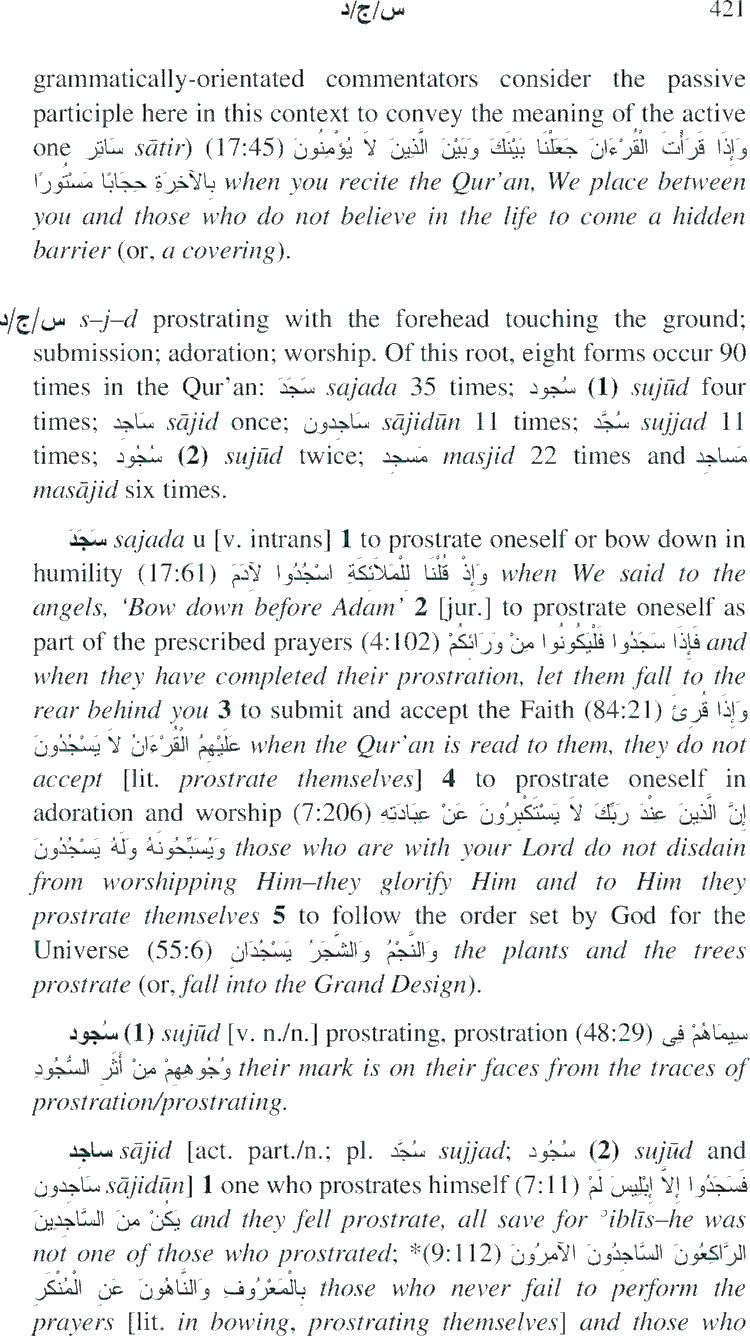 س/ج/د 421
grammatically-orientated commentators consider the passive
participle here in this context to convey the meaning of the active
one سَاتِر sātir) (17:45) وَإِذَا قَرَأْتَ الْقُرْءَانَ جَعَلْنَا بَيْنَكَ وَبَيْنَ الَّذِينَ لاَ يُؤْمِنُونَ
بِالآخِرَةِ حِجَابًا مَسْتُورًا when you recite the Qur'an, We place between
you and those who do not believe in the life to come a hidden
barrier (or, a covering).
س/ج/د s–j–d prostrating with the forehead touching the ground;
submission; adoration; worship. Of this root, eight forms occur 90
times in the Qur'an: سَجَدَ sajada 35 times; سُجود (1) sujūd four
times; سَاجِد sājid once; سَاجِدون sājidūn 11 times; سُجَّد sujjad 11
times; سُجُود (2) sujūd twice; مَسجِد masjid 22 times and مَساجِد
masājid six times.
سَجَدَ sajada u [v. intrans] 1 to prostrate oneself or bow down in
humility (17:61) وَإِذْ قُلْنَا لِلْمَلَائِكَةِ اسْجُدُوا لآدَمَ when We said to the
angels, ‘Bow down before Adam’ 2 [jur.] to prostrate oneself as
part of the prescribed prayers (4:102) فَإِذَا سَجَدُوا فَلْيَكُونُوا مِنْ وَرَائِكُمْ and
when they have completed their prostration, let them fall to the
rear behind you 3 to submit and accept the Faith (84:21) وَإِذَا قُرِئَ
عَلَيْهِمُ الْقُرْءَانُ لاَ يَسْجُدُونَ when the Qur'an is read to them, they do not
accept [lit. prostrate themselves] 4 to prostrate oneself in
adoration and worship (7:206) إِنَّ الَّذِينَ عِنْدَ رَبِّكَ لاَ يَسْتَكْبِرُونَ عَنْ عِبَادَتِهِ
وَيُسَبِّحُونَهُ وَلَهُ يَسْجُدُونَ those who are with your Lord do not disdain
from worshipping Him–they glorify Him and to Him they
prostrate themselves 5 to follow the order set by God for the
Universe (55:6) وَالنَّجْمُ وَالشَّجَرُ يَسْجُدَانِ the plants and the trees
prostrate (or, fall into the Grand Design).
سُجود (1) sujūd [v. n./n.] prostrating, prostration (48:29) سِيمَاهُمْ فِى
وُجُوهِهِمْ مِنْ أَثَرِ السُّجُودِ their mark is on their faces from the traces of
prostration/prostrating.
ساجِد sājid [act. part./n.; pl. سُجَّد sujjad; سُجُود (2) sujūd and
سَاجِدون sājidūn] 1 one who prostrates himself (7:11) فَسَجَدُوا إِلاَّ إِبْلِيسَ لَمْ
يَكُنْ مِنَ السَّاجِدِينَ and they fell prostrate, all save for ʾiblīs–he was
not one of those who prostrated; *(9:112) الرَّاكِعُونَ السَّاجِدُونَ الآمِرُونَ
بِالْمَعْرُوفِ وَالنَّاهُونَ عَنِ الْمُنْكَرِ those who never fail to perform the
prayers [lit. in bowing, prostrating themselves] and those who